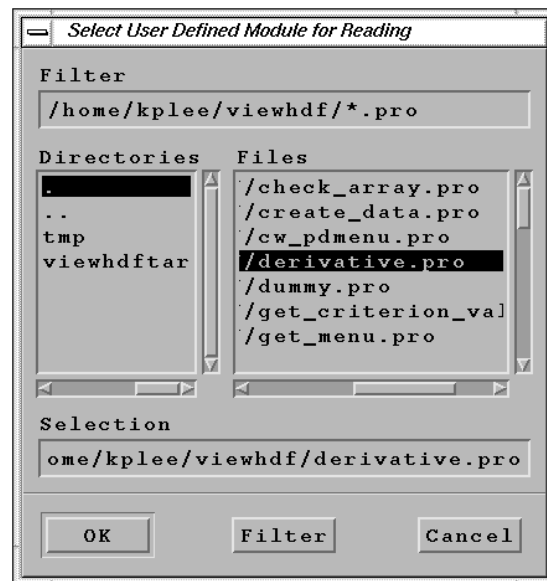 Select User Defined Module for Reading
Filter
/home/kplee/viewhdf/*.pro
Directories
.
..
tmp
viewhdftar
Files
/check_array.pro
/create_data.pro
/cw_pdmenu.pro
/derivative.pro
/dummy.pro
/get_criterion_val
/get_menu.pro
Selection
ome/kplee/viewhdf/derivative.pro
OK
Filter
Cancel